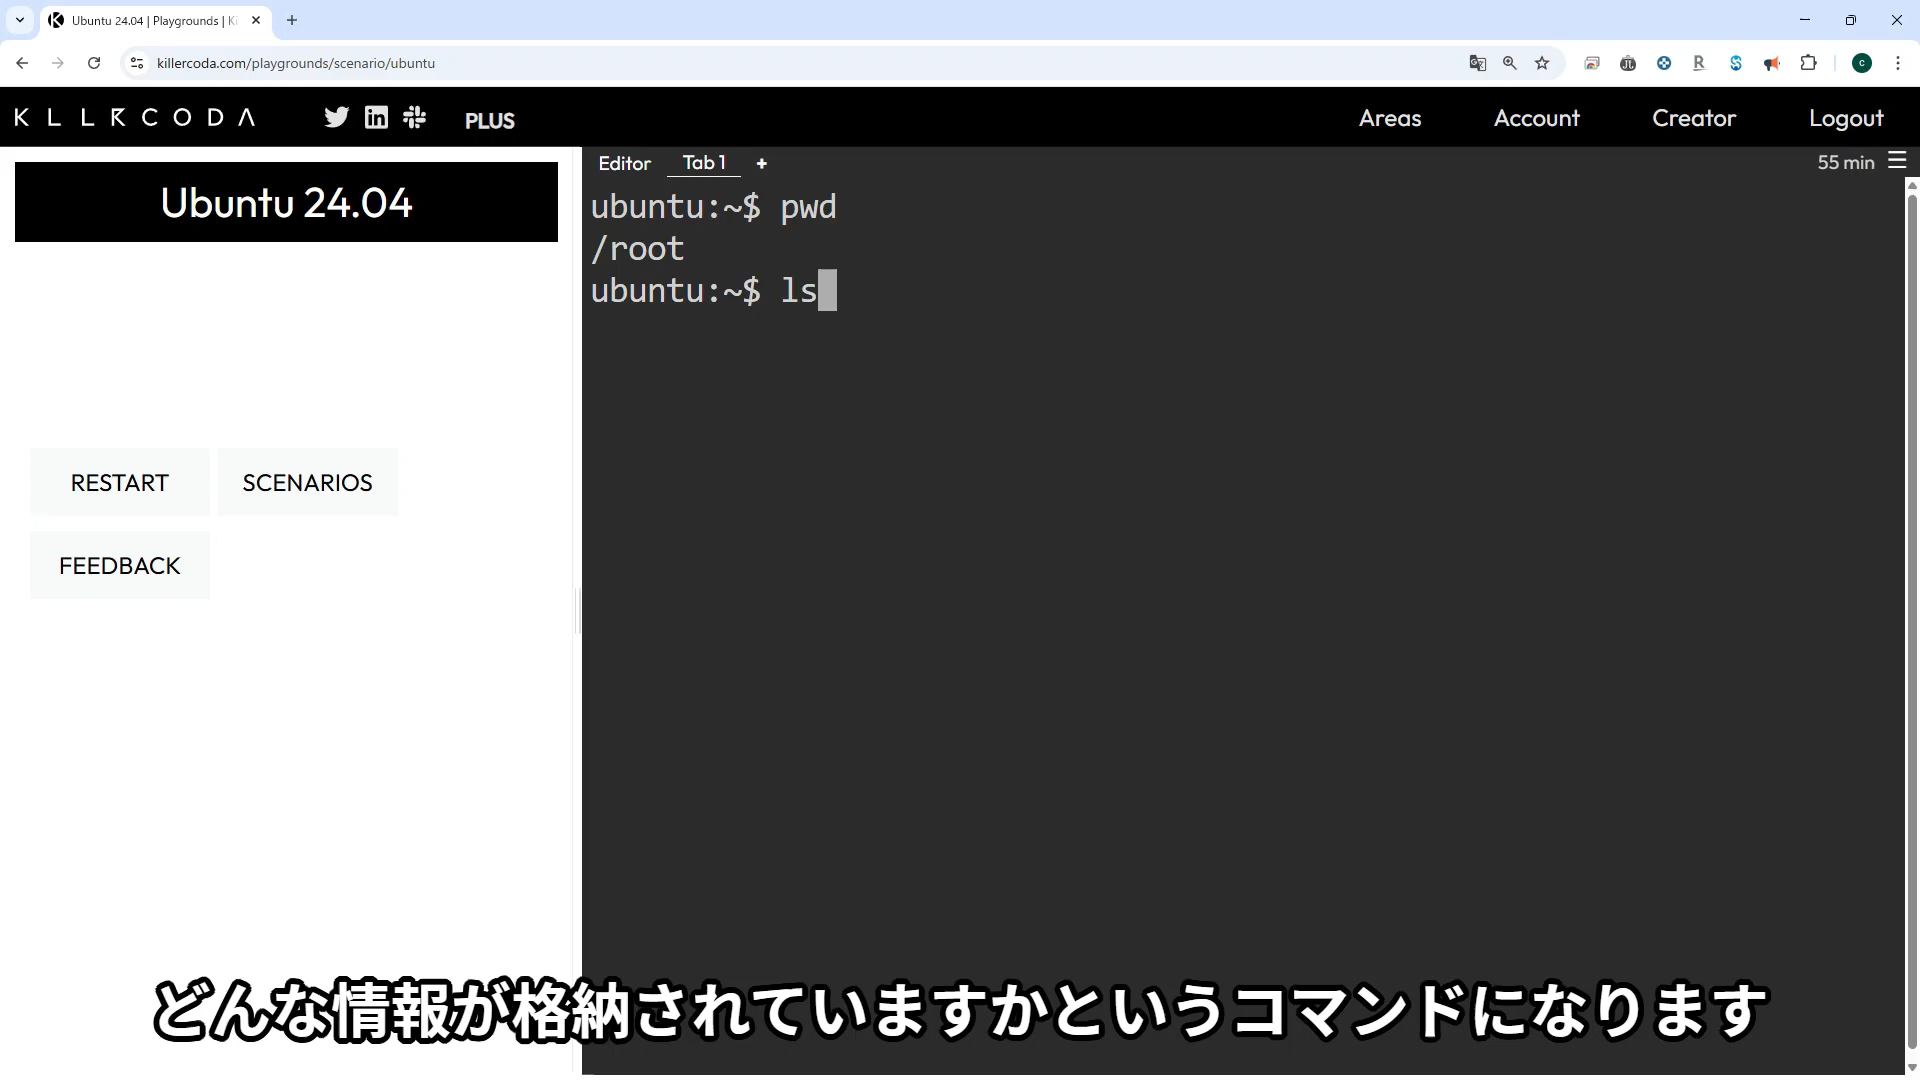 Ubuntu 24.04 | Playgrounds | Ki
killercoda.com/playgrounds/scenario/ubuntu
KLLRCODA
PLUS
Areas
Account
Creator
Logout
Ubuntu 24.04
RESTART
SCENARIOS
FEEDBACK
Editor
Tab 1
+
55 min
ubuntu:~$ pwd
/root
ubuntu:~$ ls
どんな情報が格納されていますかというコマンドになります